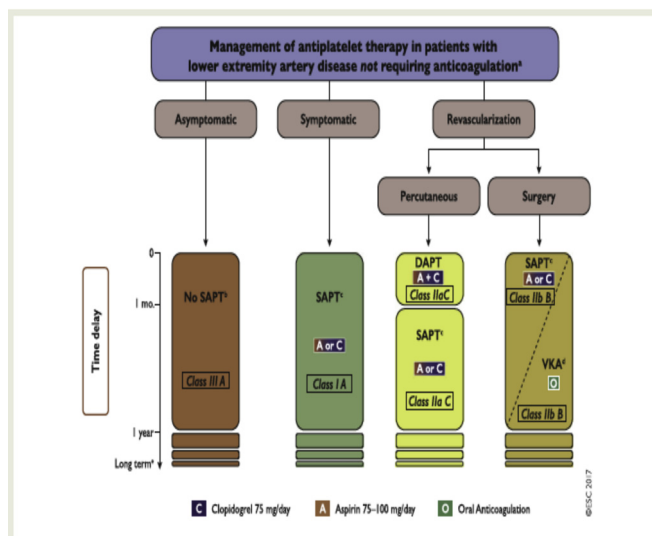 Management of antiplatelet therapy in patients with
lower extremity artery disease not requiring anticoagulationᵃ
Asymptomatic
Symptomatic
Revascularization
Percutaneous
Surgery
Time delay
0
1 mo.
1 year
Long termᵉ
No SAPTᵇ
Class III A
SAPTᶜ
A or C
Class I A
DAPT
A + C
Class IIaC
SAPTᶜ
A or C
Class IIa C
SAPTᶜ
A or C
Class IIb B
VKAᵈ
O
Class IIb B
C Clopidogrel 75 mg/day
A Aspirin 75–100 mg/day
O Oral Anticoagulation
©ESC 2017